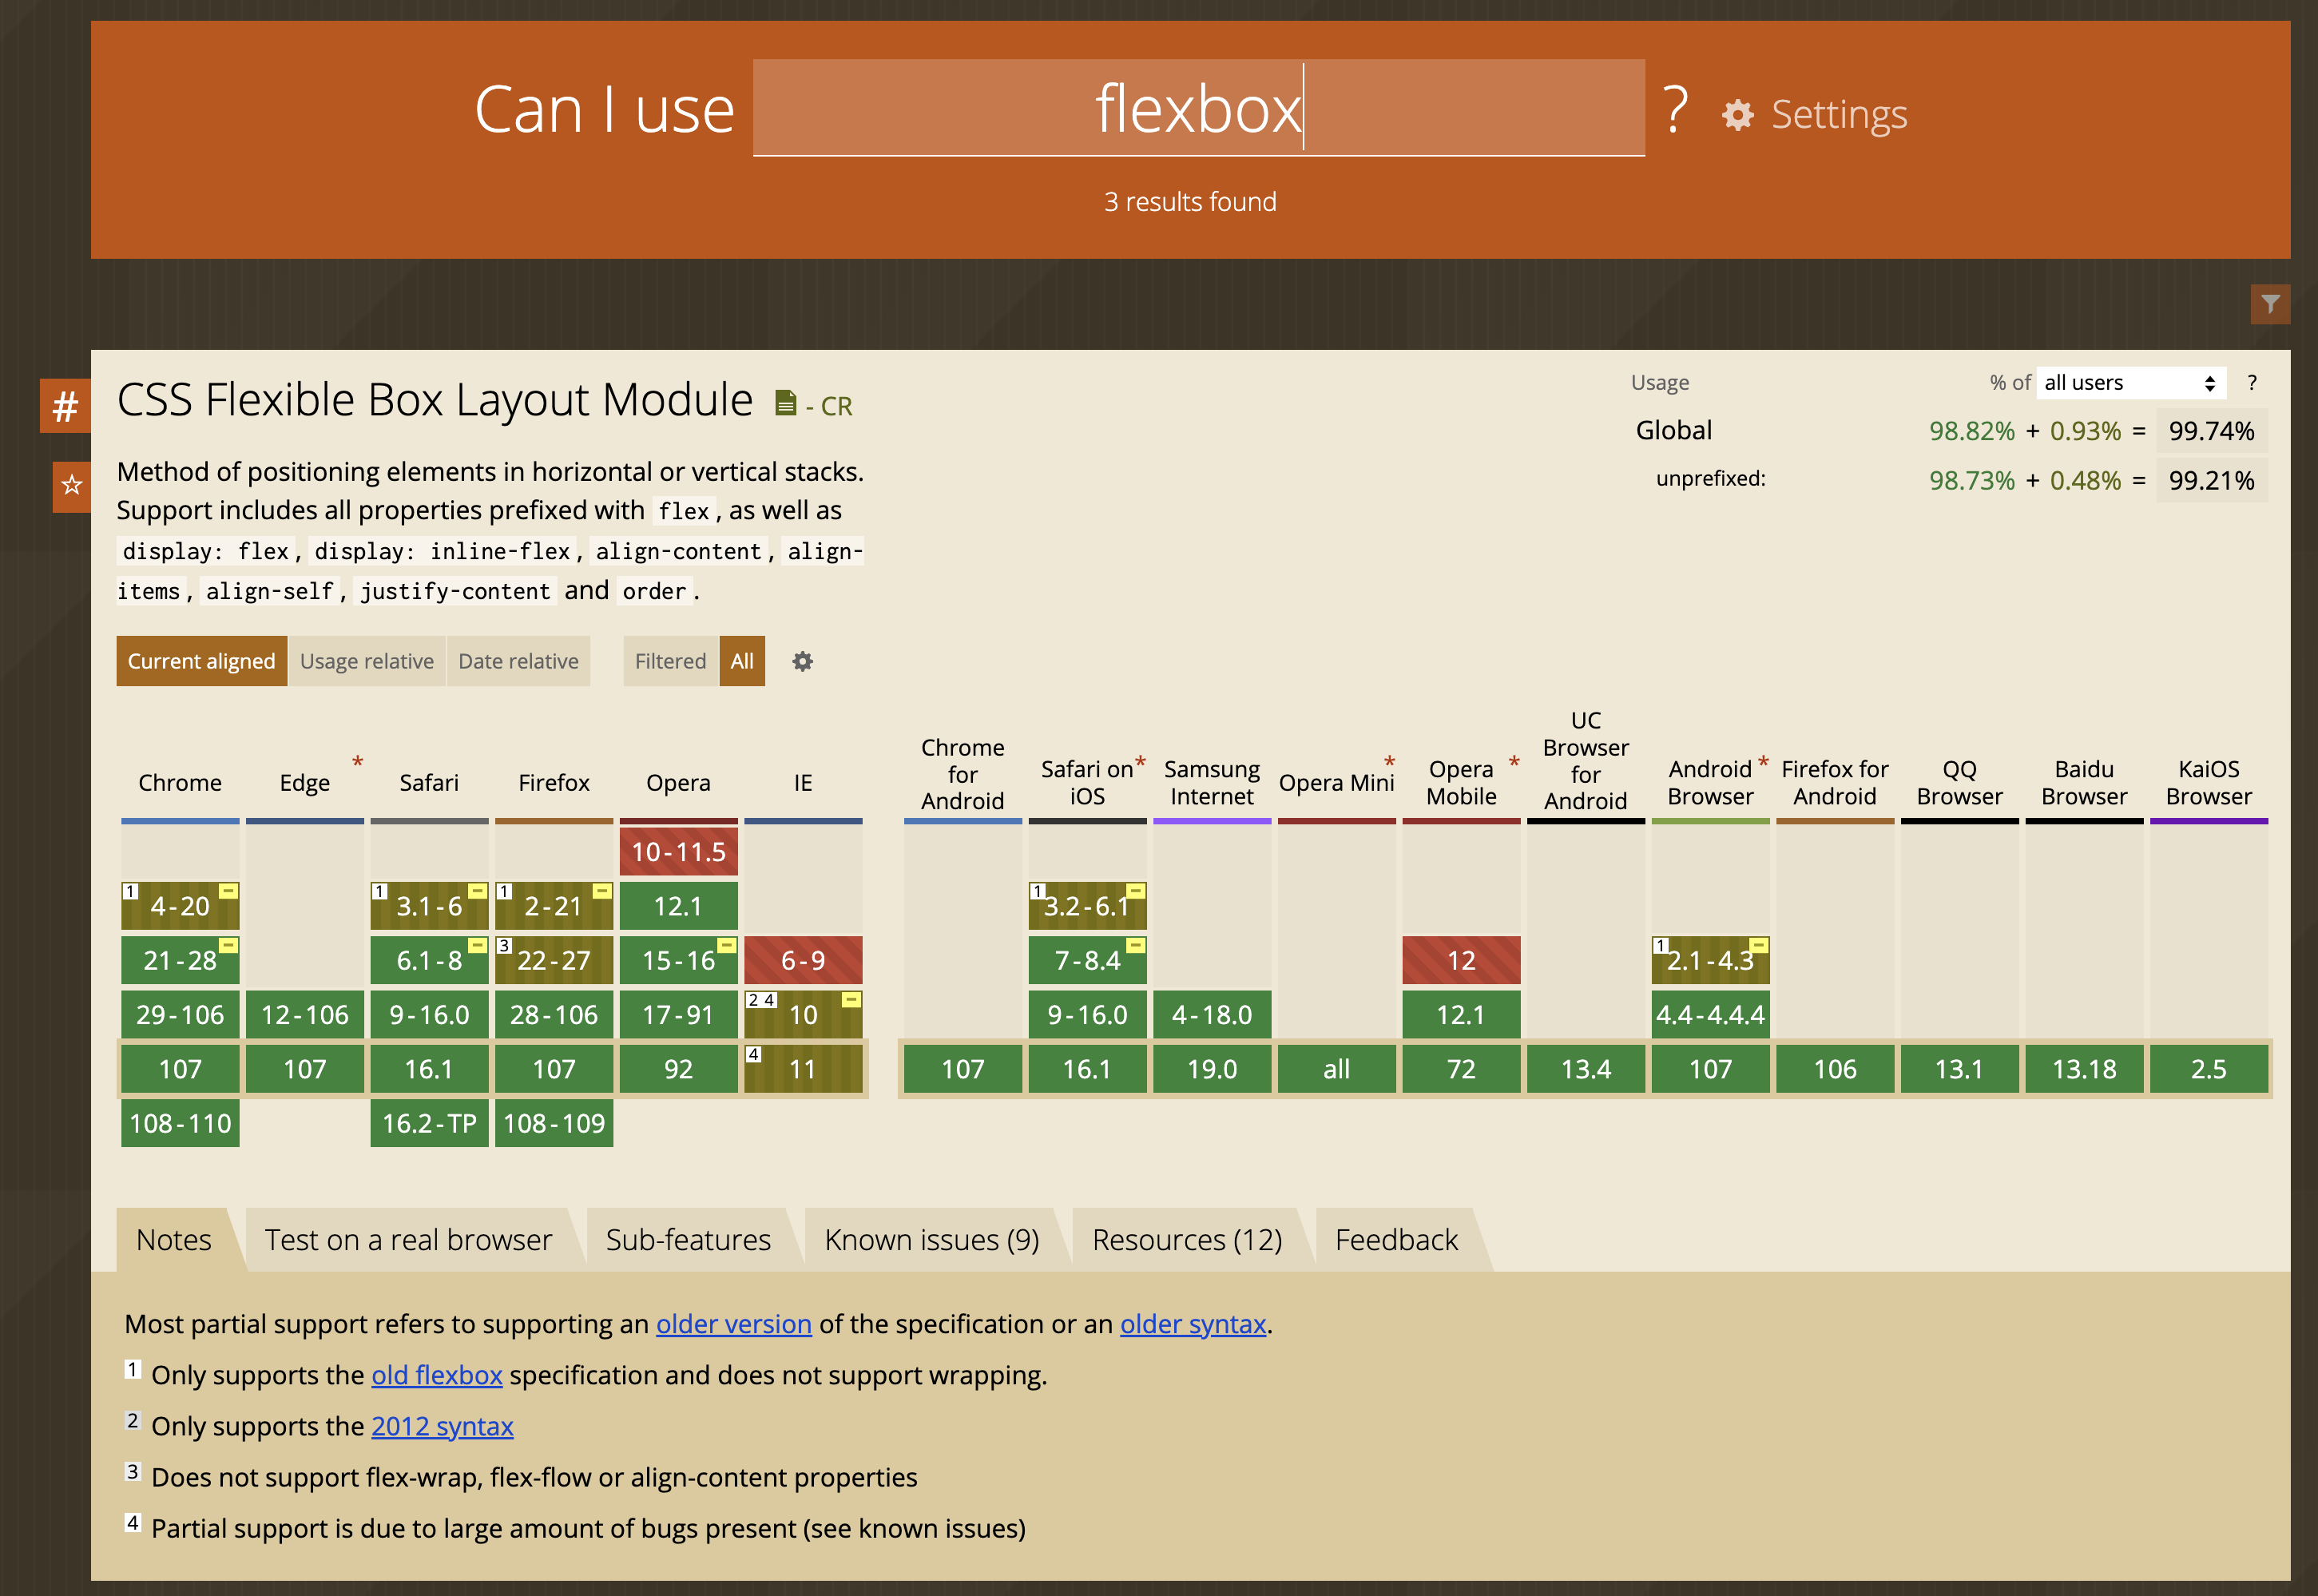 Can I use flexbox ? Settings
3 results found
#
CSS Flexible Box Layout Module - CR
Usage % of all users ?
Global 98.82% + 0.93% = 99.74%
unprefixed: 98.73% + 0.48% = 99.21%
Method of positioning elements in horizontal or vertical stacks.
Support includes all properties prefixed with flex, as well as
display: flex, display: inline-flex, align-content, align-
items, align-self, justify-content and order.
Current aligned Usage relative Date relative Filtered All
Chrome Edge * Safari Firefox Opera IE Chrome for Android Safari on iOS * Samsung Internet Opera Mini * Opera Mobile * UC Browser for Android Android Browser * Firefox for Android QQ Browser Baidu Browser KaiOS Browser
10-11.5
1 4-20 - 1 3.1-6 - 1 2-21 - 12.1 1 3.2-6.1 -
21-28 - 6.1-8 - 3 22-27 15-16 - 6-9 7-8.4 - 12 1 2.1-4.3 -
29-106 12-106 9-16.0 28-106 17-91 2 4 10 - 9-16.0 4-18.0 12.1 4.4-4.4.4
107 107 16.1 107 92 4 11 107 16.1 19.0 all 72 13.4 107 106 13.1 13.18 2.5
108-110 16.2-TP 108-109
Notes Test on a real browser Sub-features Known issues (9) Resources (12) Feedback
Most partial support refers to supporting an older version of the specification or an older syntax.
1 Only supports the old flexbox specification and does not support wrapping.
2 Only supports the 2012 syntax
3 Does not support flex-wrap, flex-flow or align-content properties
4 Partial support is due to large amount of bugs present (see known issues)